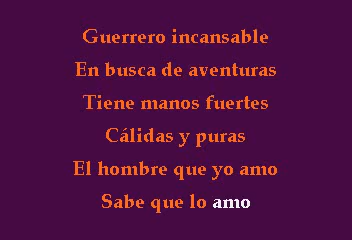 Guerrero incansable
En busca de aventuras
Tiene manos fuertes
Cálidas y puras
El hombre que yo amo
Sabe que lo amo